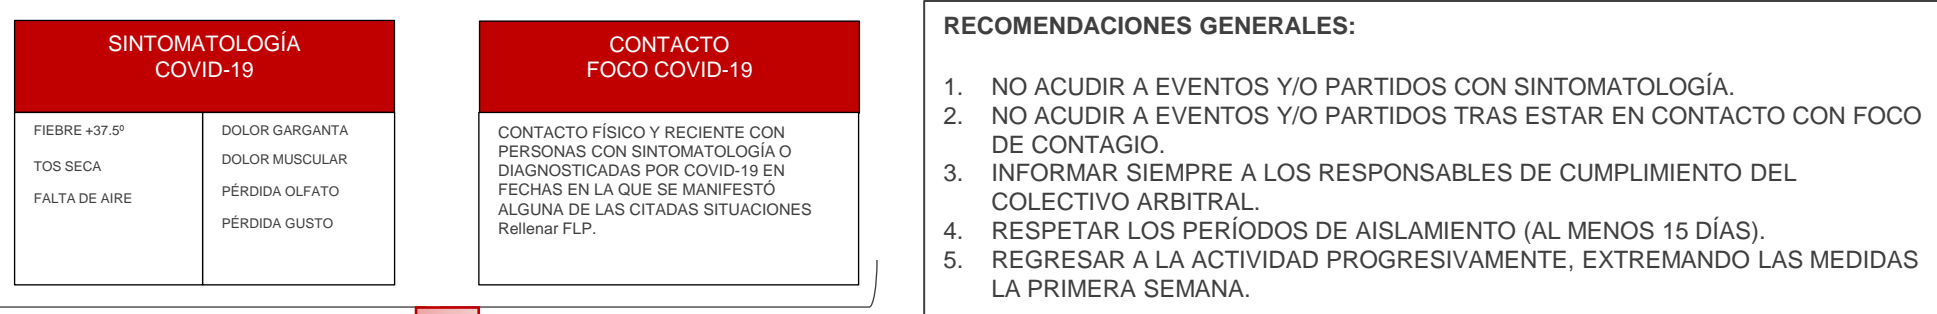 SINTOMATOLOGÍA
COVID-19
FIEBRE +37.5º
TOS SECA
FALTA DE AIRE
DOLOR GARGANTA
DOLOR MUSCULAR
PÉRDIDA OLFATO
PÉRDIDA GUSTO
CONTACTO
FOCO COVID-19
CONTACTO FÍSICO Y RECIENTE CON
PERSONAS CON SINTOMATOLOGÍA O
DIAGNOSTICADAS POR COVID-19 EN
FECHAS EN LA QUE SE MANIFESTÓ
ALGUNA DE LAS CITADAS SITUACIONES
Rellenar FLP.
RECOMENDACIONES GENERALES:
1. NO ACUDIR A EVENTOS Y/O PARTIDOS CON SINTOMATOLOGÍA.
2. NO ACUDIR A EVENTOS Y/O PARTIDOS TRAS ESTAR EN CONTACTO CON FOCO
DE CONTAGIO.
3. INFORMAR SIEMPRE A LOS RESPONSABLES DE CUMPLIMIENTO DEL
COLECTIVO ARBITRAL.
4. RESPETAR LOS PERÍODOS DE AISLAMIENTO (AL MENOS 15 DÍAS).
5. REGRESAR A LA ACTIVIDAD PROGRESIVAMENTE, EXTREMANDO LAS MEDIDAS
LA PRIMERA SEMANA.